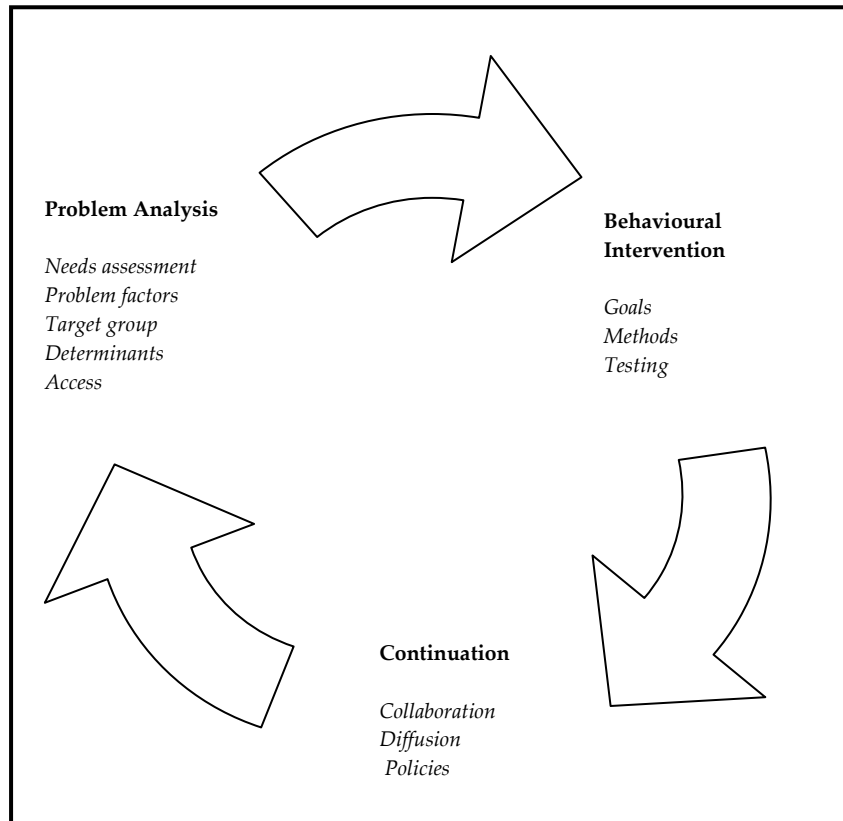 Problem Analysis
Needs assessment
Problem factors
Target group
Determinants
Access
Behavioural
Intervention
Goals
Methods
Testing
Continuation
Collaboration
Diffusion
Policies